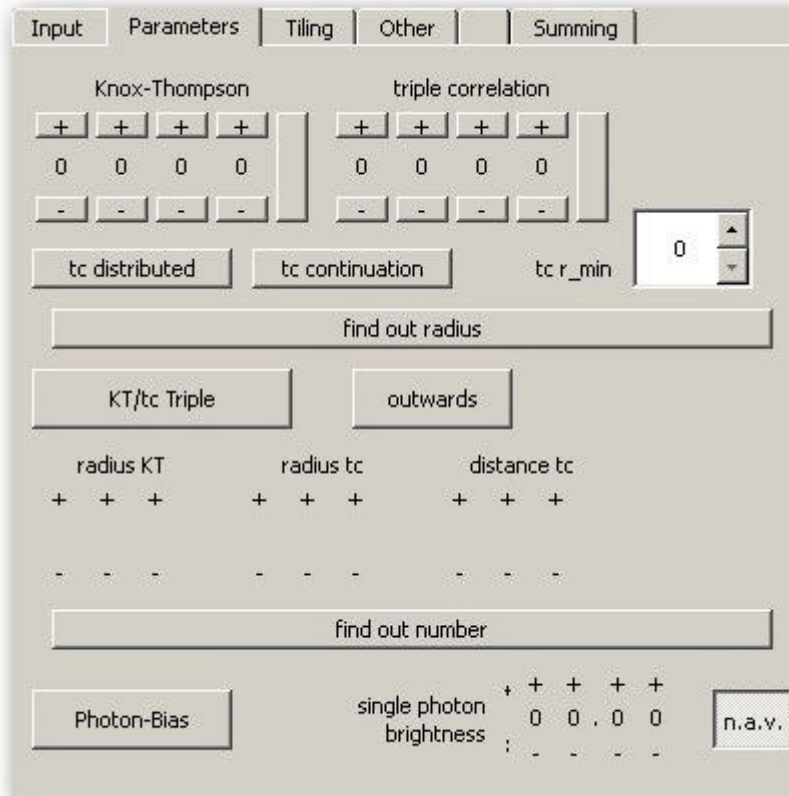 Input Parameters Tiling Other Summing
Knox-Thompson triple correlation
+ + + + + + + +
0 0 0 0 0 0 0 0
- - - - - - - -
tc distributed tc continuation tc r_min 0
find out radius
KT/tc Triple outwards
radius KT radius tc distance tc
+ + + + + + + + +
- - - - - - - - -
find out number
Photon-Bias single photon brightness + + + + +
0 0 . 0 0 n.a.v.
- - - -